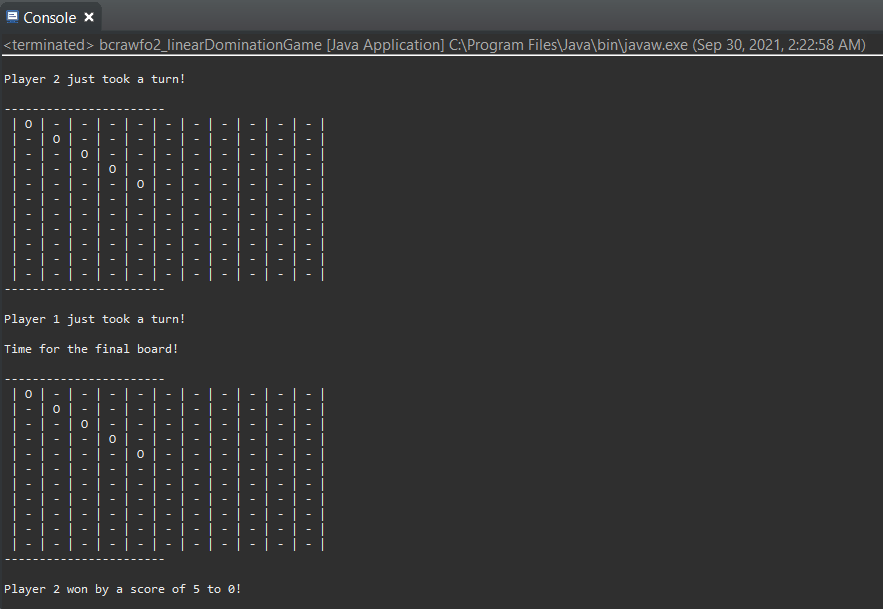 Console
<terminated> bcrawfo2_linearDominationGame [Java Application] C:\Program Files\Java\bin\javaw.exe (Sep 30, 2021, 2:22:58 AM)
Player 2 just took a turn!
-----------------------
| O | - | - | - | - | - | - | - | - | - | - |
| - | O | - | - | - | - | - | - | - | - | - |
| - | - | O | - | - | - | - | - | - | - | - |
| - | - | - | O | - | - | - | - | - | - | - |
| - | - | - | - | O | - | - | - | - | - | - |
| - | - | - | - | - | - | - | - | - | - | - |
| - | - | - | - | - | - | - | - | - | - | - |
| - | - | - | - | - | - | - | - | - | - | - |
| - | - | - | - | - | - | - | - | - | - | - |
| - | - | - | - | - | - | - | - | - | - | - |
| - | - | - | - | - | - | - | - | - | - | - |
-----------------------
Player 1 just took a turn!
Time for the final board!
-----------------------
| O | - | - | - | - | - | - | - | - | - | - |
| - | O | - | - | - | - | - | - | - | - | - |
| - | - | O | - | - | - | - | - | - | - | - |
| - | - | - | O | - | - | - | - | - | - | - |
| - | - | - | - | O | - | - | - | - | - | - |
| - | - | - | - | - | - | - | - | - | - | - |
| - | - | - | - | - | - | - | - | - | - | - |
| - | - | - | - | - | - | - | - | - | - | - |
| - | - | - | - | - | - | - | - | - | - | - |
| - | - | - | - | - | - | - | - | - | - | - |
| - | - | - | - | - | - | - | - | - | - | - |
-----------------------
Player 2 won by a score of 5 to 0!